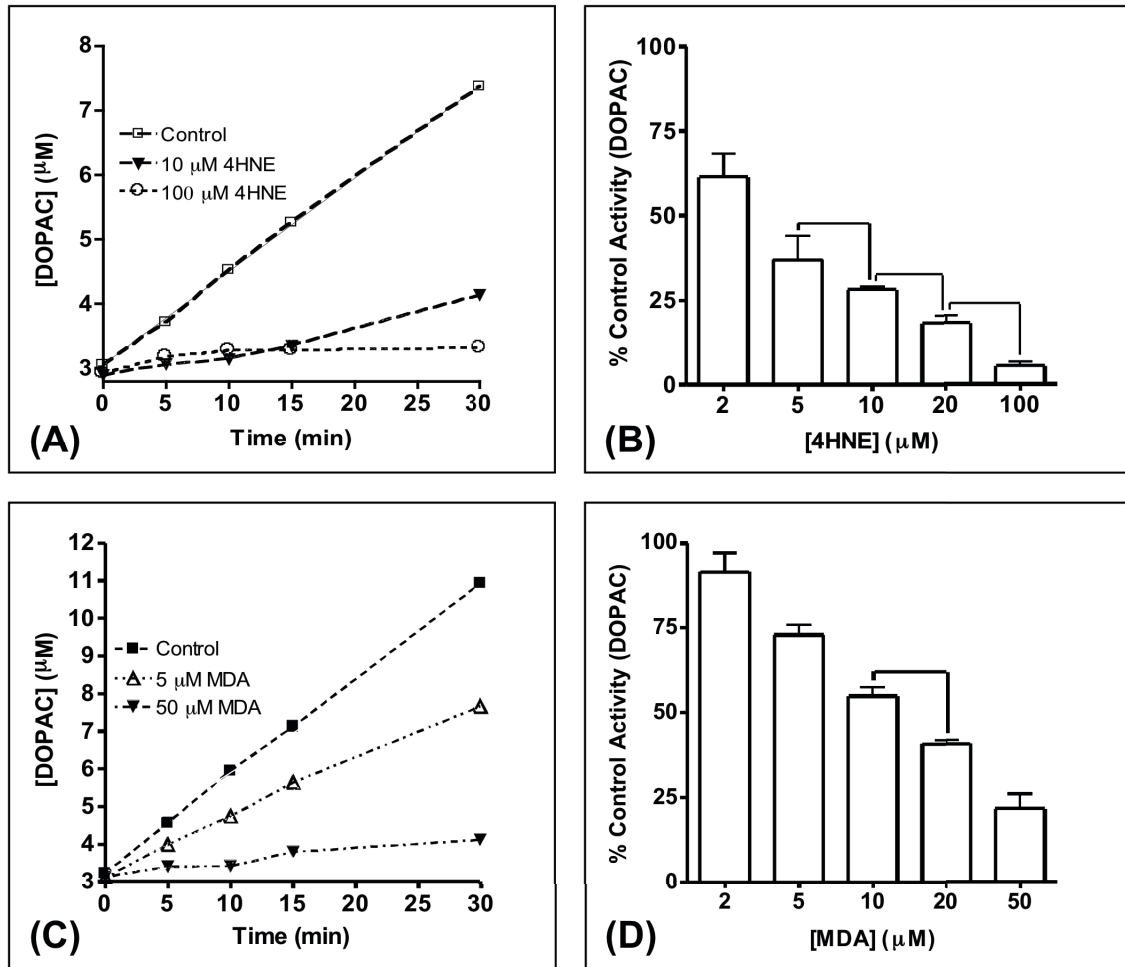 8
7
6
5
4
3
[DOPAC] (μM)
Control
10 μM 4HNE
100 μM 4HNE
0 5 10 15 20 25 30
Time (min)
(A)
100
75
50
25
0
% Control Activity (DOPAC)
2 5 10 20 100
[4HNE] (μM)
(B)
12
11
10
9
8
7
6
5
4
3
[DOPAC] (μM)
Control
5 μM MDA
50 μM MDA
0 5 10 15 20 25 30
Time (min)
(C)
100
75
50
25
0
% Control Activity (DOPAC)
2 5 10 20 50
[MDA] (μM)
(D)